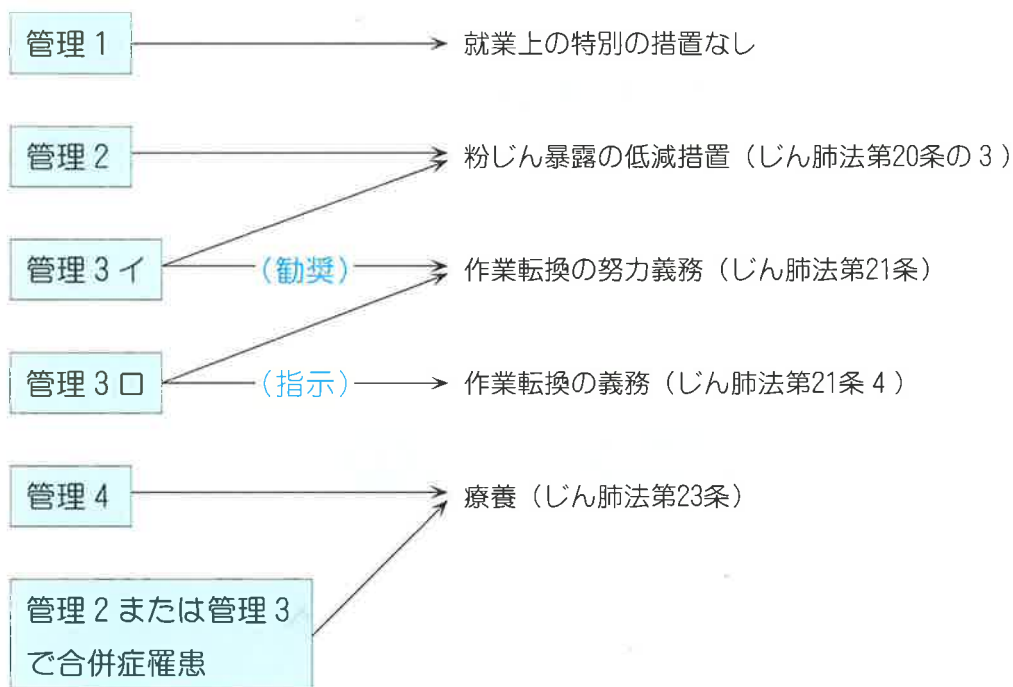 管理1
就業上の特別の措置なし
管理2
粉じん暴露の低減措置（じん肺法第20条の3）
管理3イ
（勧奨）
作業転換の努力義務（じん肺法第21条）
管理3ロ
（指示）
作業転換の義務（じん肺法第21条4）
管理4
療養（じん肺法第23条）
管理2または管理3
で合併症罹患